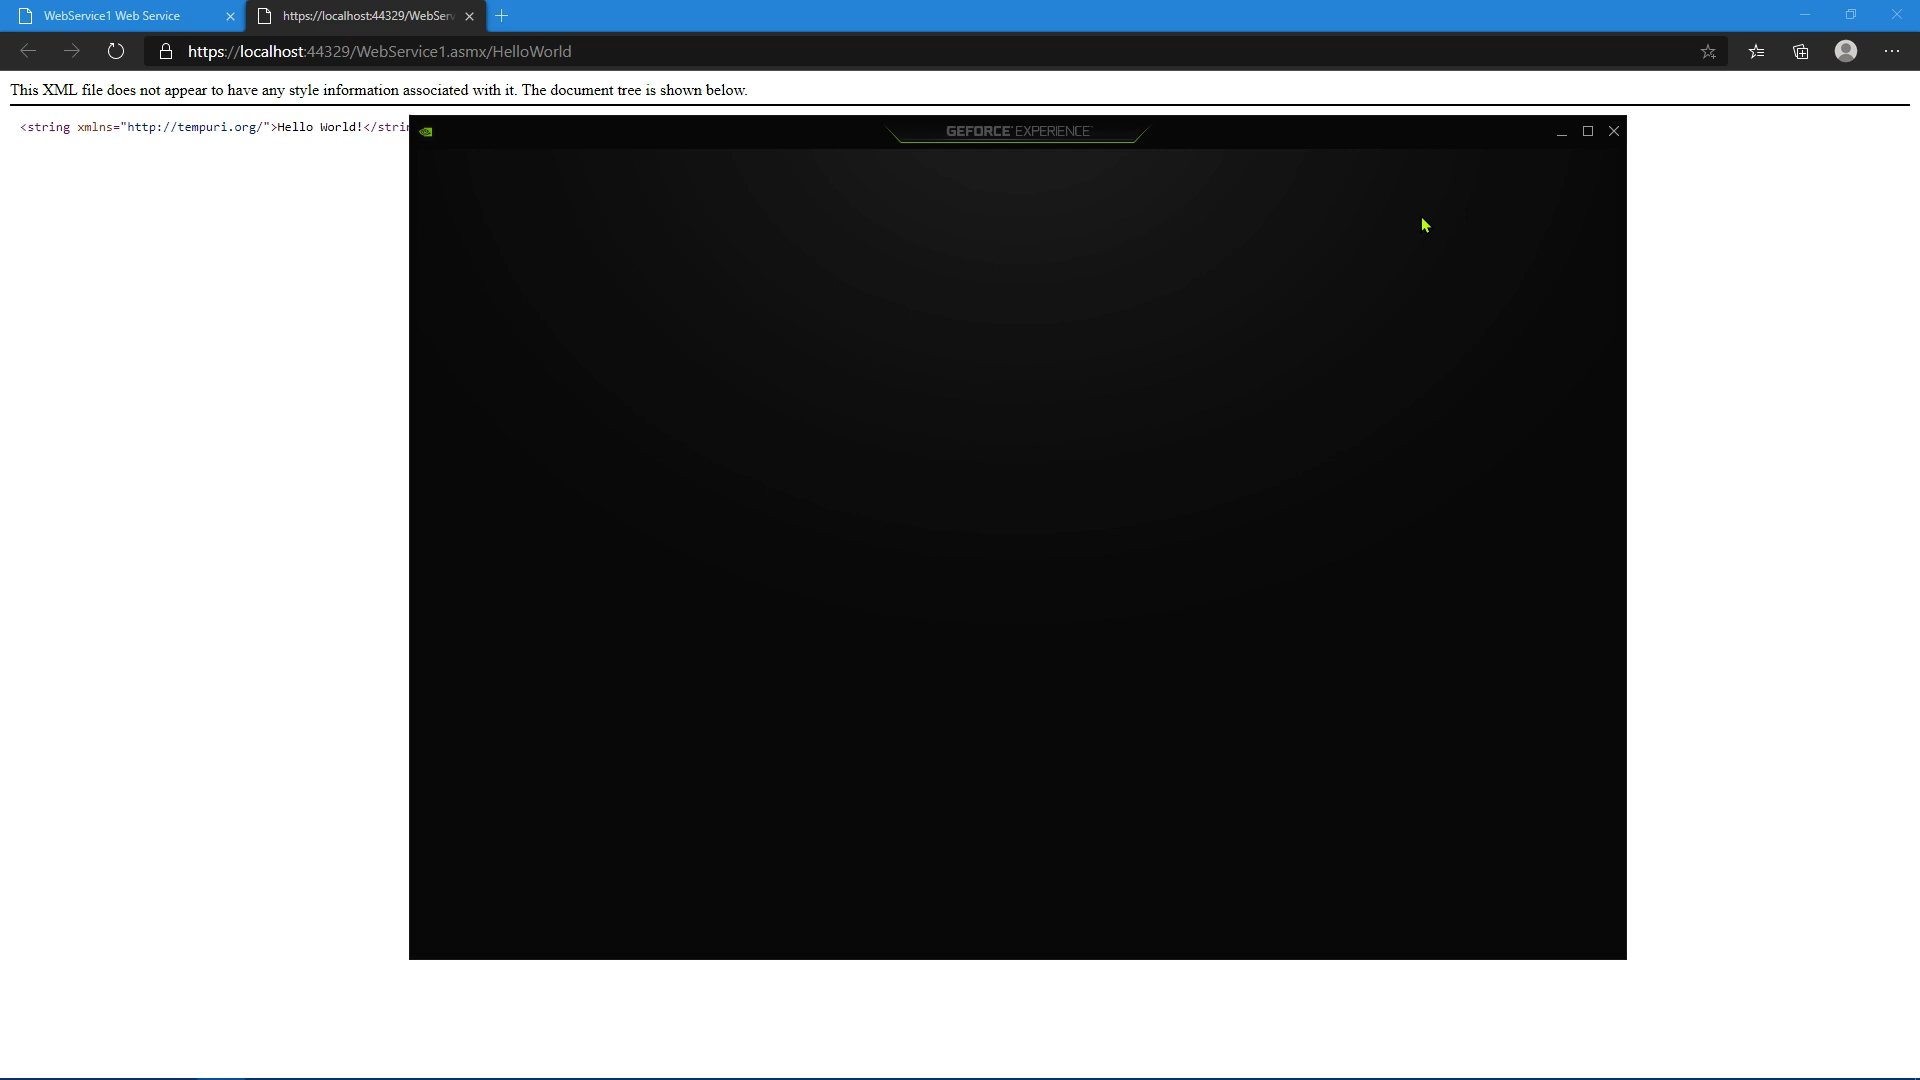 WebService1 Web Service
https://localhost:44329/WebServ
https://localhost:44329/WebService1.asmx/HelloWorld
This XML file does not appear to have any style information associated with it. The document tree is shown below.
<string xmlns="http://tempuri.org/">Hello World!</strin
GEFORCE EXPERIENCE